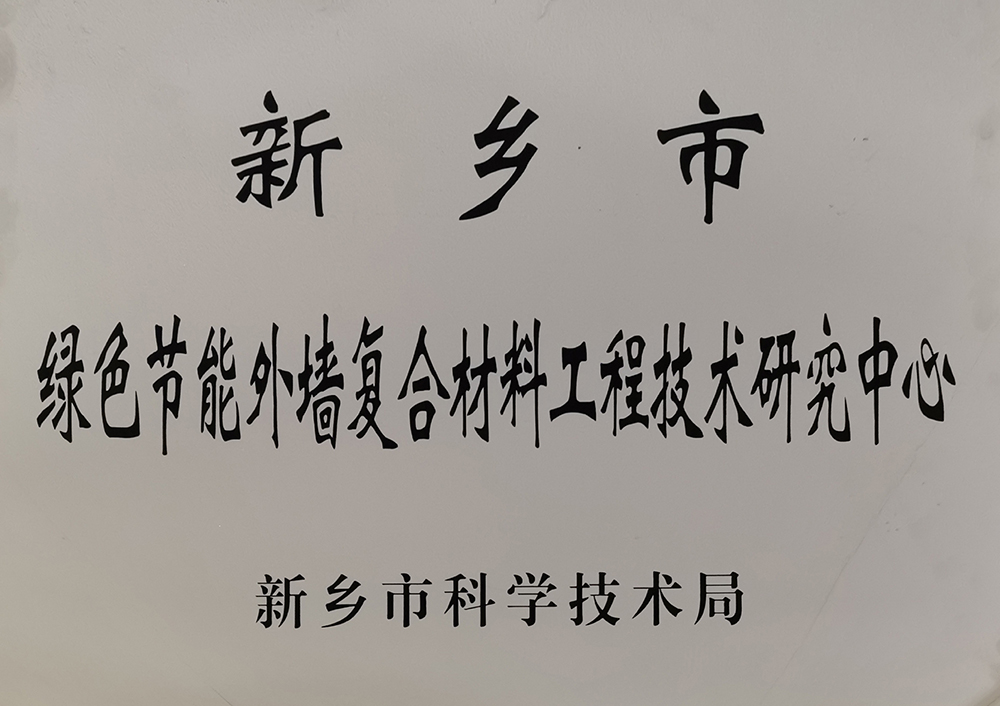 新乡市
绿色节能外墙复合材料工程技术研究中心
新乡市科学技术局